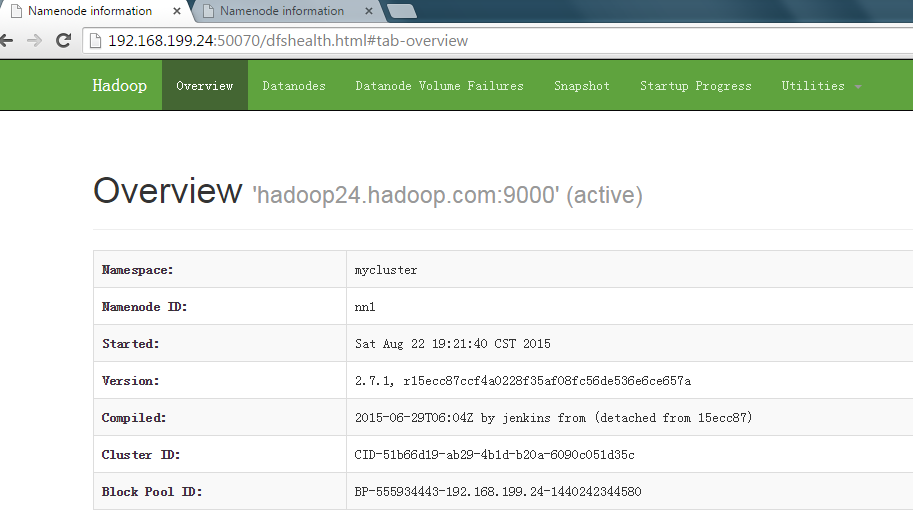 Namenode information Namenode information
192.168.199.24:50070/dfshealth.html#tab-overview
Hadoop Overview Datanodes Datanode Volume Failures Snapshot Startup Progress Utilities
Overview 'hadoop24.hadoop.com:9000' (active)
Namespace: mycluster
Namenode ID: nn1
Started: Sat Aug 22 19:21:40 CST 2015
Version: 2.7.1, r15ecc87ccf4a0228f35af08fc56de536e6ce657a
Compiled: 2015-06-29T06:04Z by jenkins from (detached from 15ecc87)
Cluster ID: CID-51b66d19-ab29-4b1d-b20a-6090c051d35c
Block Pool ID: BP-555934443-192.168.199.24-1440242344580